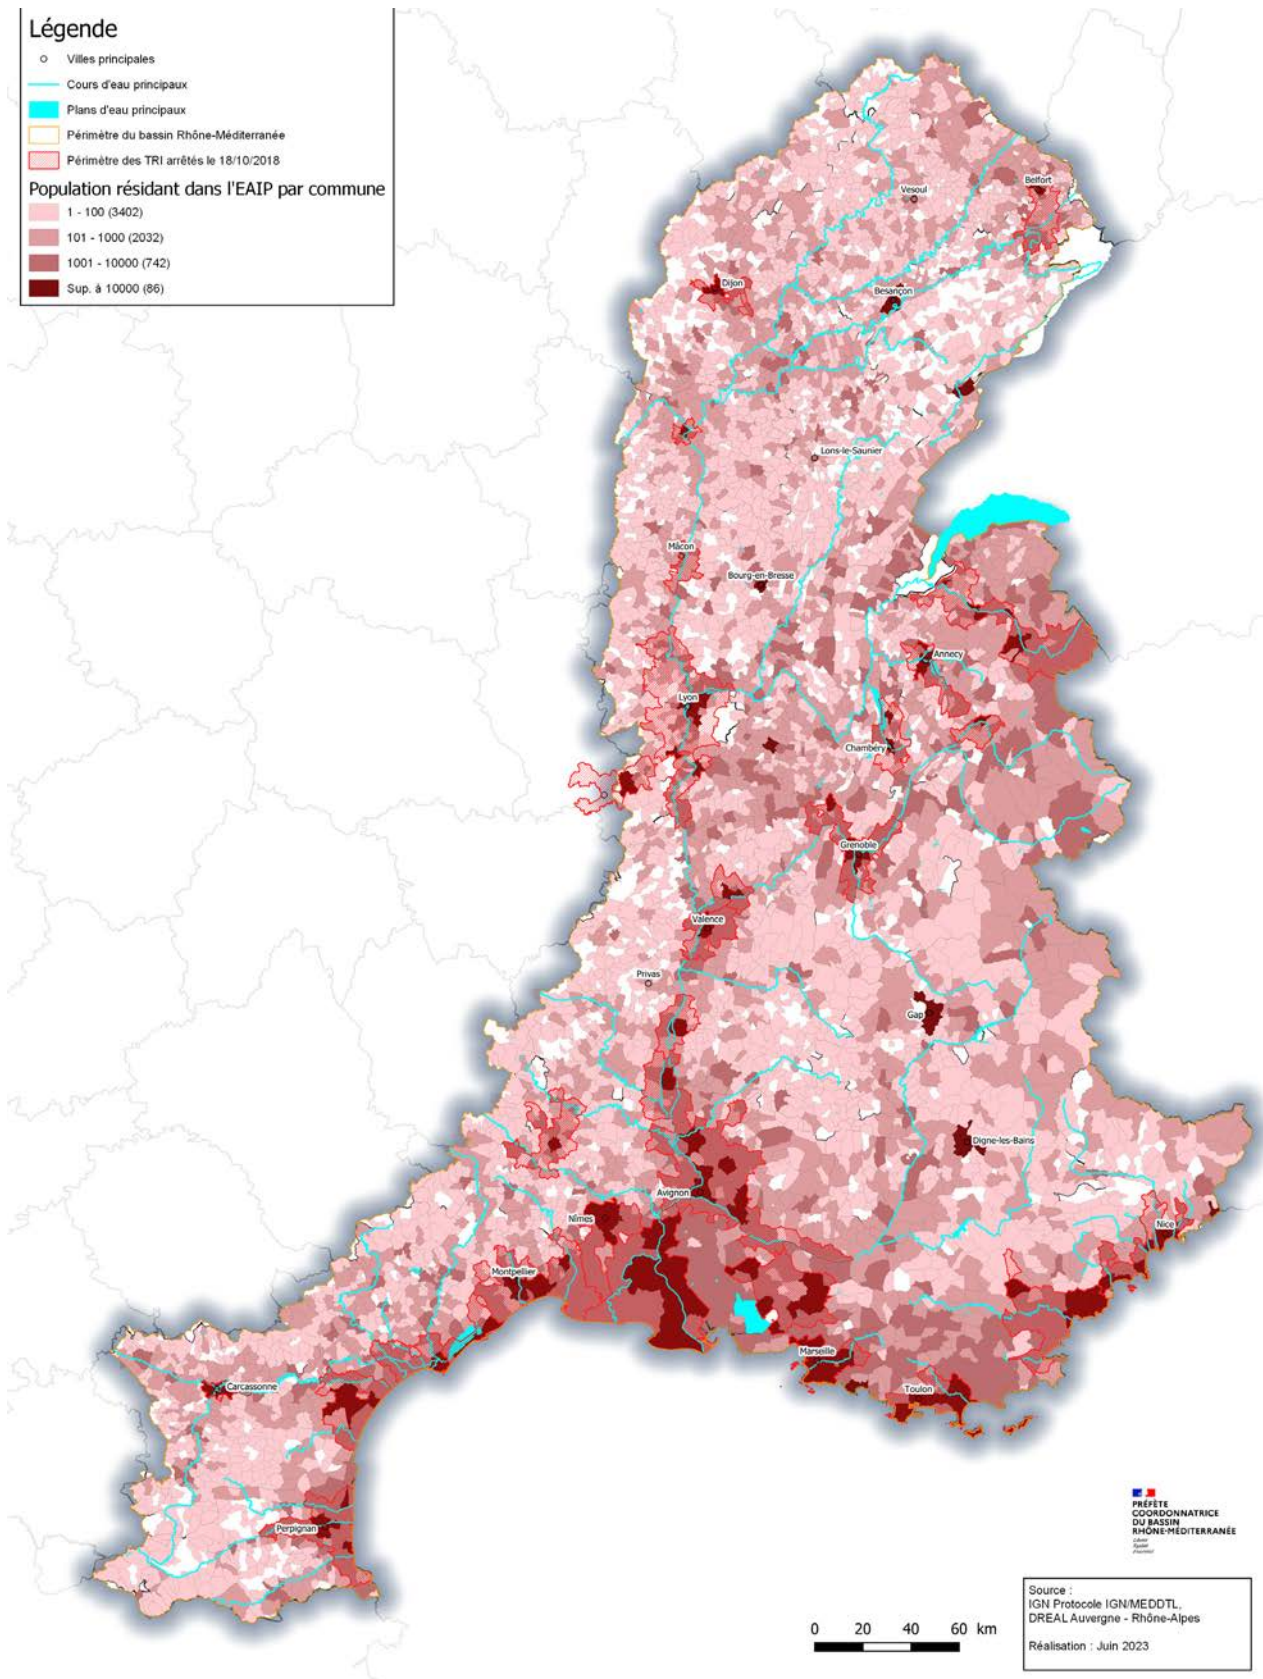 Légende
Villes principales
Cours d'eau principaux
Plans d'eau principaux
Périmètre du bassin Rhône-Méditerranée
Périmètre des TRI arrêtés le 18/10/2018
Population résidant dans l'EAIP par commune
1 - 100 (3402)
101 - 1000 (2032)
1001 - 10000 (742)
Sup. à 10000 (86)
Belfort
Vesoul
Dijon
Besançon
Lons-le-Saunier
Mâcon
Bourg-en-Bresse
Annecy
Lyon
Chambéry
Grenoble
Valence
Privas
Gap
Digne-les-Bains
Avignon
Nîmes
Nice
Montpellier
Marseille
Carcassonne
Toulon
Perpignan
PRÉFÈTE
COORDONNATRICE
DU BASSIN
RHÔNE-MÉDITERRANÉE
Liberté
Égalité
Fraternité
Source :
IGN Protocole IGN/MEDDTL,
DREAL Auvergne - Rhône-Alpes
Réalisation : Juin 2023
0 20 40 60 km